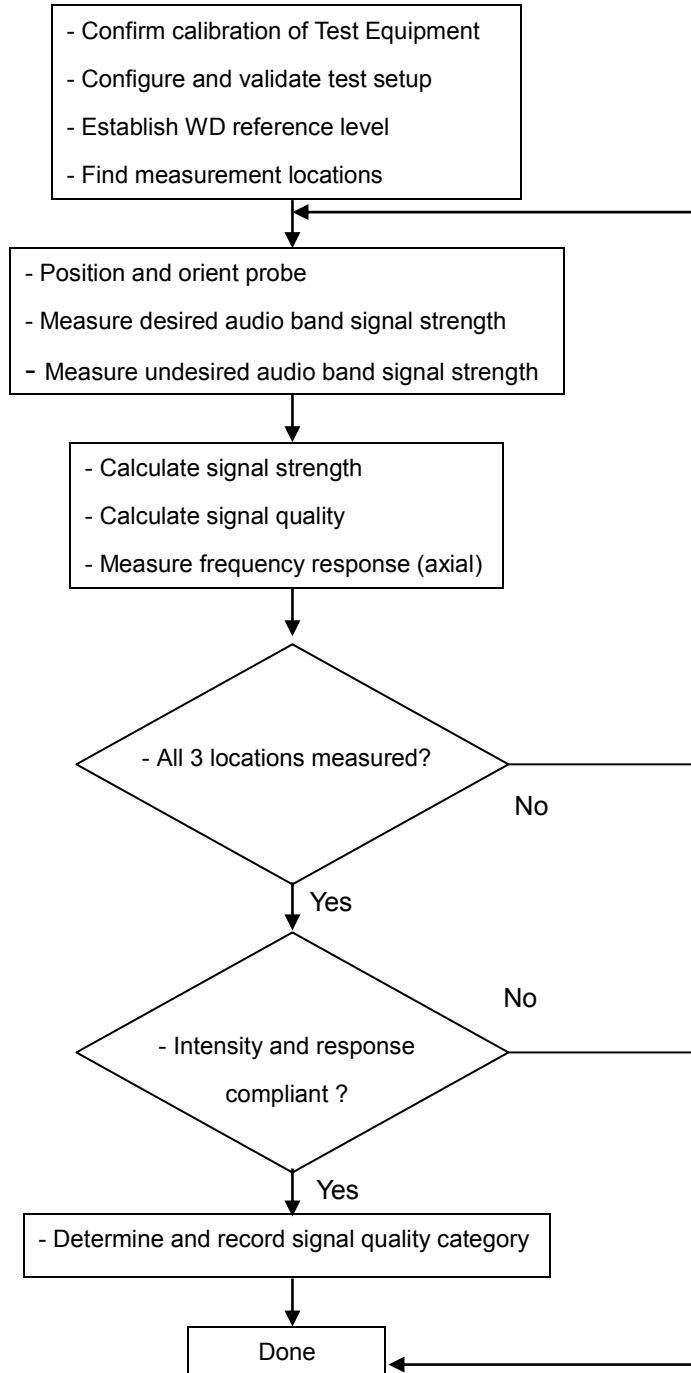 - Confirm calibration of Test Equipment
- Configure and validate test setup
- Establish WD reference level
- Find measurement locations
- Position and orient probe
- Measure desired audio band signal strength
- Measure undesired audio band signal strength
- Calculate signal strength
- Calculate signal quality
- Measure frequency response (axial)
- All 3 locations measured?
No
Yes
No
- Intensity and response
compliant ?
Yes
- Determine and record signal quality category
Done